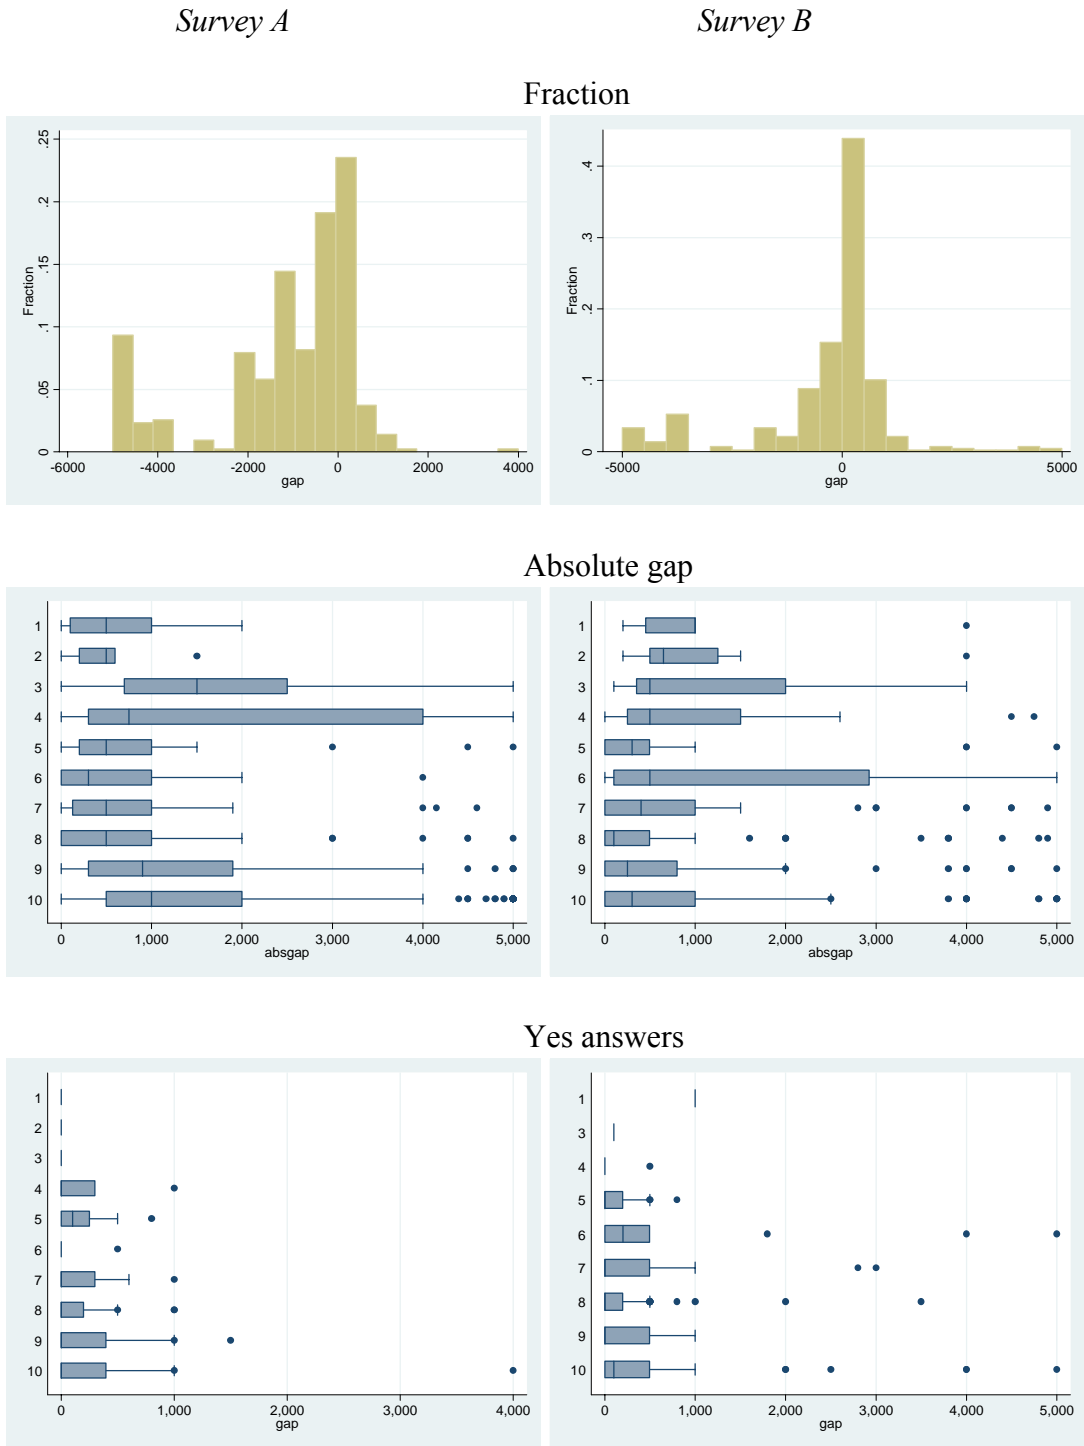 Survey A
Survey B
Fraction
.25
.2
.15
.1
.05
0
Fraction
-6000 -4000 -2000 0 2000 4000
gap
.4
.3
.2
.1
0
Fraction
-5000 0 5000
gap
Absolute gap
1
2
3
4
5
6
7
8
9
10
0 1,000 2,000 3,000 4,000 5,000
absgap
1
2
3
4
5
6
7
8
9
10
0 1,000 2,000 3,000 4,000 5,000
absgap
Yes answers
1
2
3
4
5
6
7
8
9
10
0 1,000 2,000 3,000 4,000
gap
1
3
4
5
6
7
8
9
10
0 1,000 2,000 3,000 4,000 5,000
gap